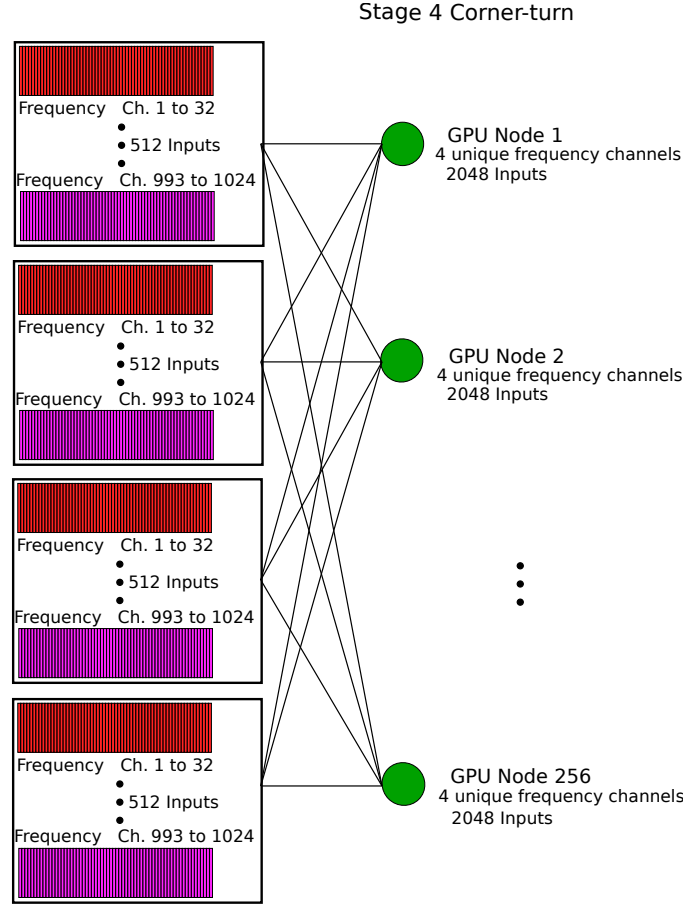 Stage 4 Corner-turn
Frequency Ch. 1 to 32
512 Inputs
Frequency Ch. 993 to 1024
GPU Node 1
4 unique frequency channels
2048 Inputs
Frequency Ch. 1 to 32
512 Inputs
Frequency Ch. 993 to 1024
GPU Node 2
4 unique frequency channels
2048 Inputs
Frequency Ch. 1 to 32
512 Inputs
Frequency Ch. 993 to 1024
Frequency Ch. 1 to 32
512 Inputs
Frequency Ch. 993 to 1024
GPU Node 256
4 unique frequency channels
2048 Inputs